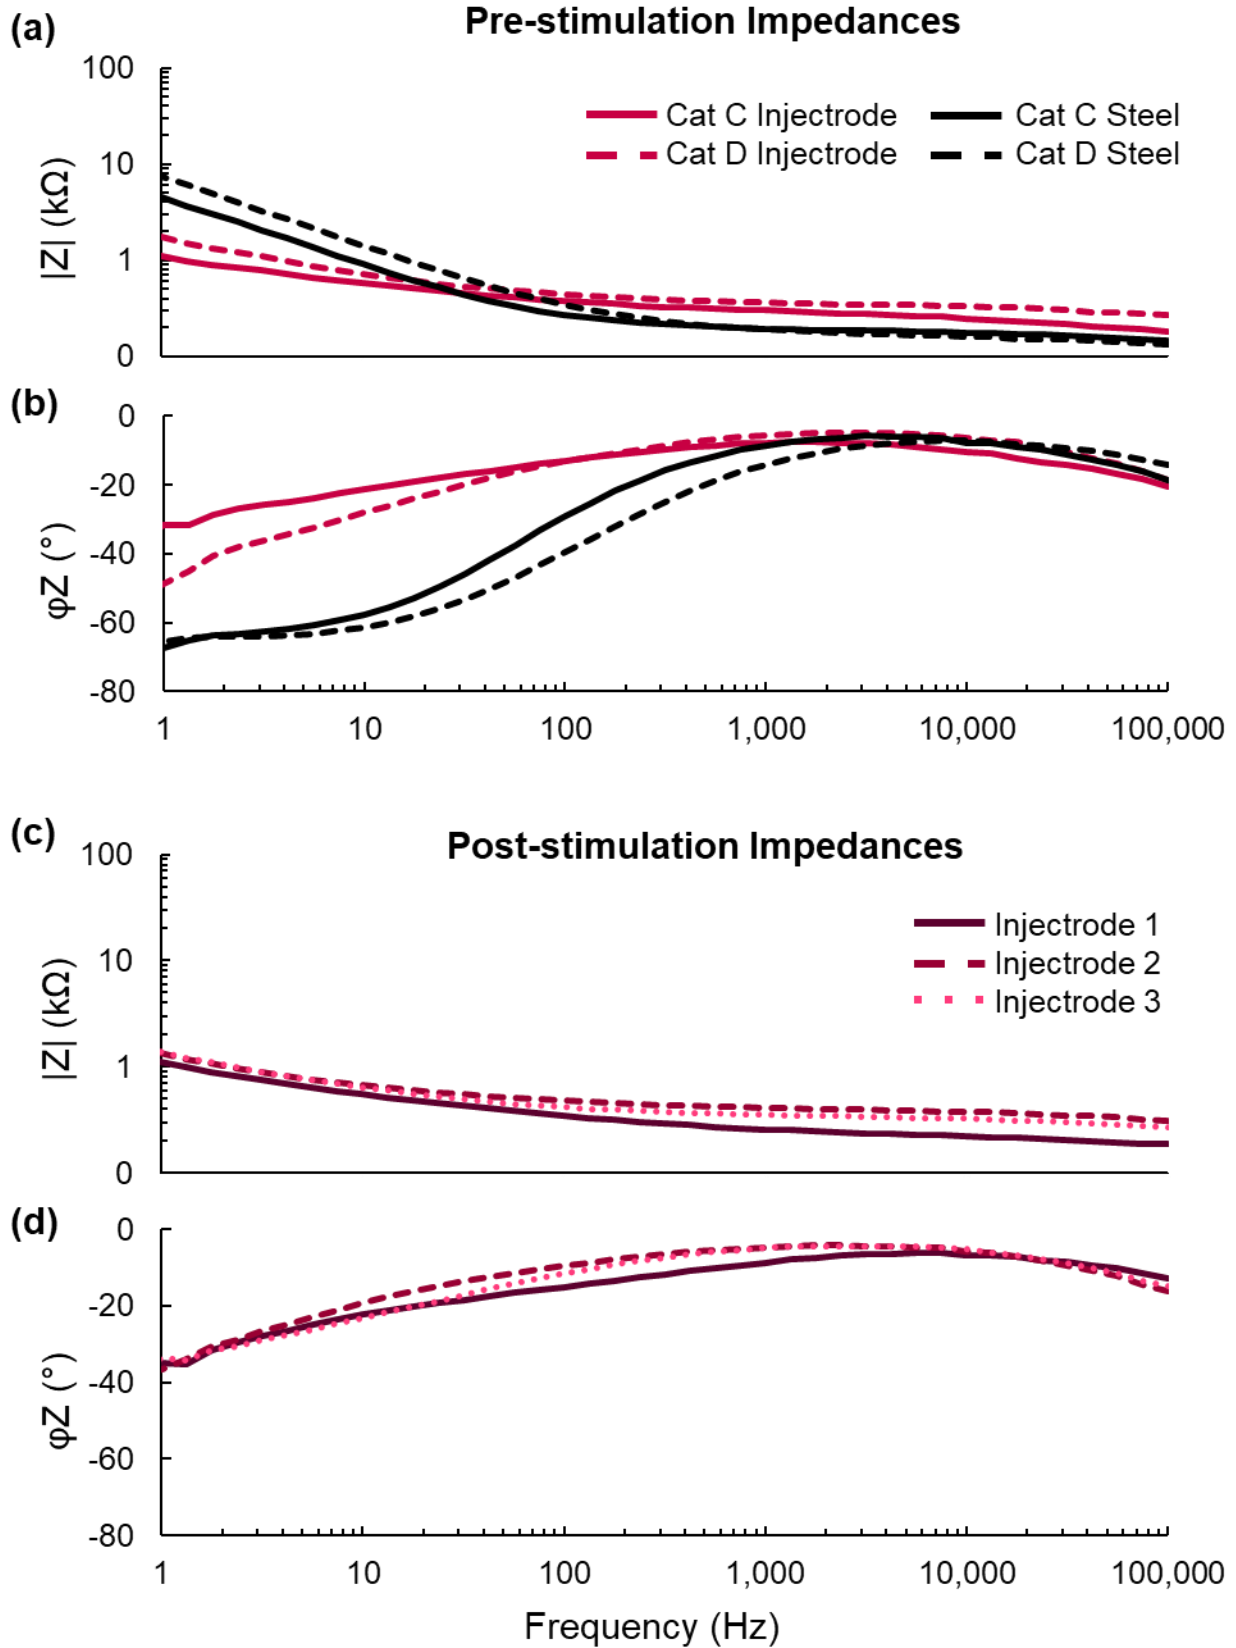 (a)
Pre-stimulation Impedances
100
10
1
0
|Z| (kΩ)
Cat C Injectrode
Cat C Steel
Cat D Injectrode
Cat D Steel
(b)
0
-20
-40
-60
-80
φZ (°)
1 10 100 1,000 10,000 100,000
(c)
Post-stimulation Impedances
100
10
1
0
|Z| (kΩ)
Injectrode 1
Injectrode 2
Injectrode 3
(d)
0
-20
-40
-60
-80
φZ (°)
1 10 100 1,000 10,000 100,000
Frequency (Hz)